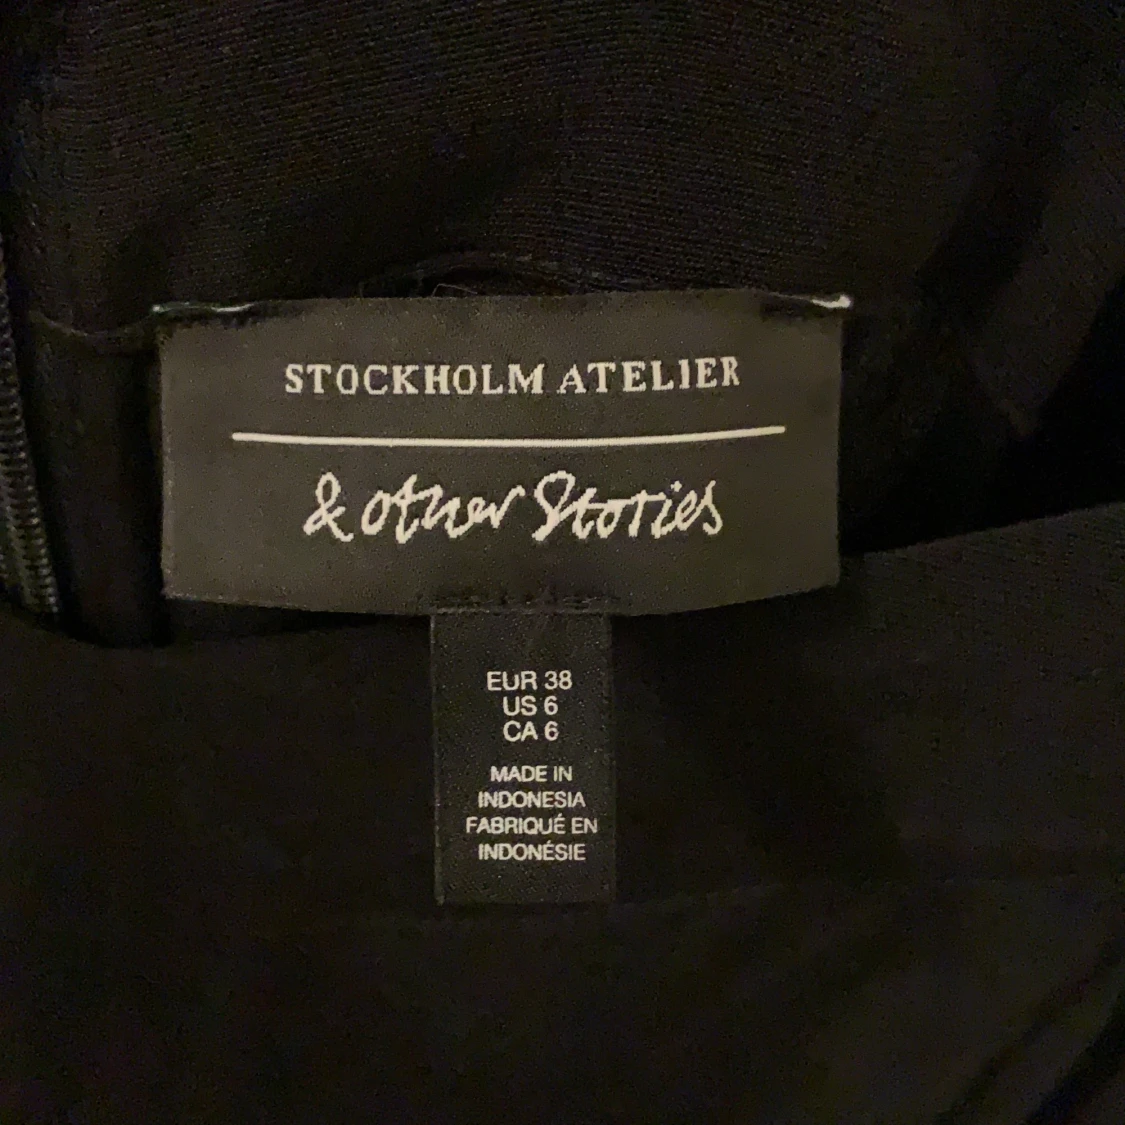 STOCKHOLM ATELIER
& other Stories
EUR 38
US 6
CA 6
MADE IN
INDONESIA
FABRIQUÉ EN
INDONÉSIE